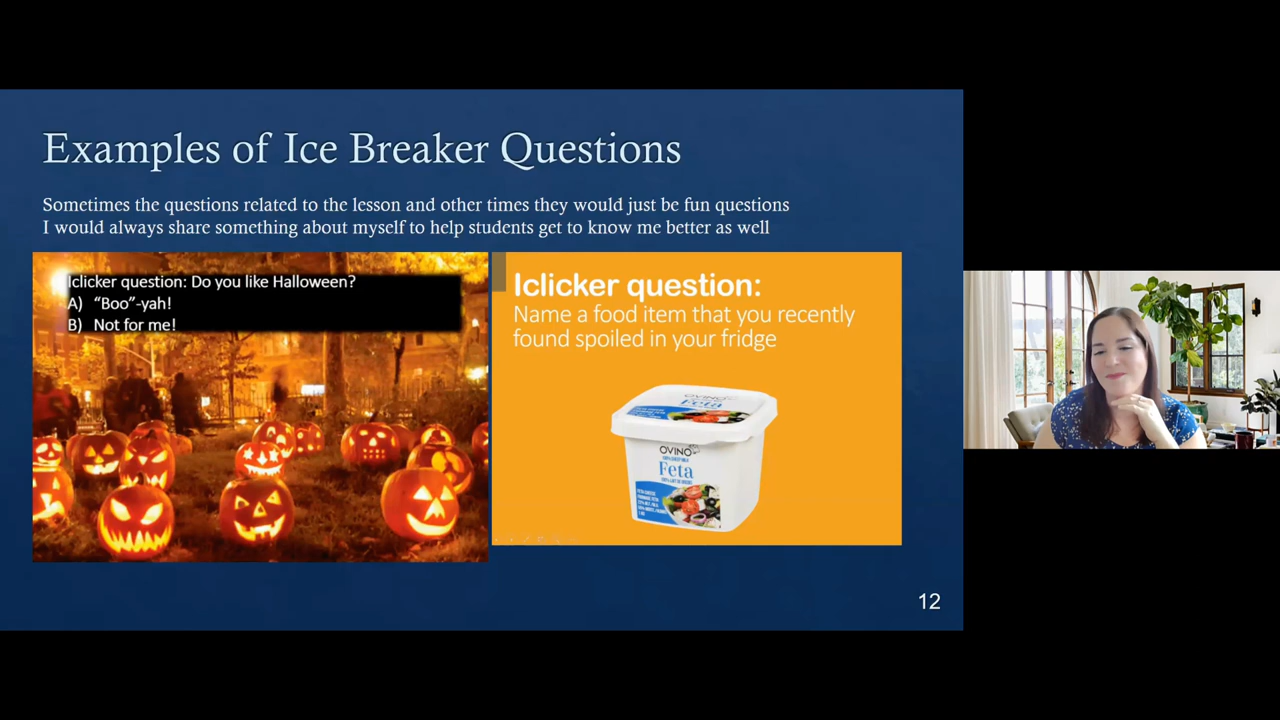 Examples of Ice Breaker Questions
Sometimes the questions related to the lesson and other times they would just be fun questions
I would always share something about myself to help students get to know me better as well
Iclicker question: Do you like Halloween?
A) “Boo”-yah!
B) Not for me!
Iclicker question:
Name a food item that you recently
found spoiled in your fridge
OVINO
Feta
OVINO
Feta
12